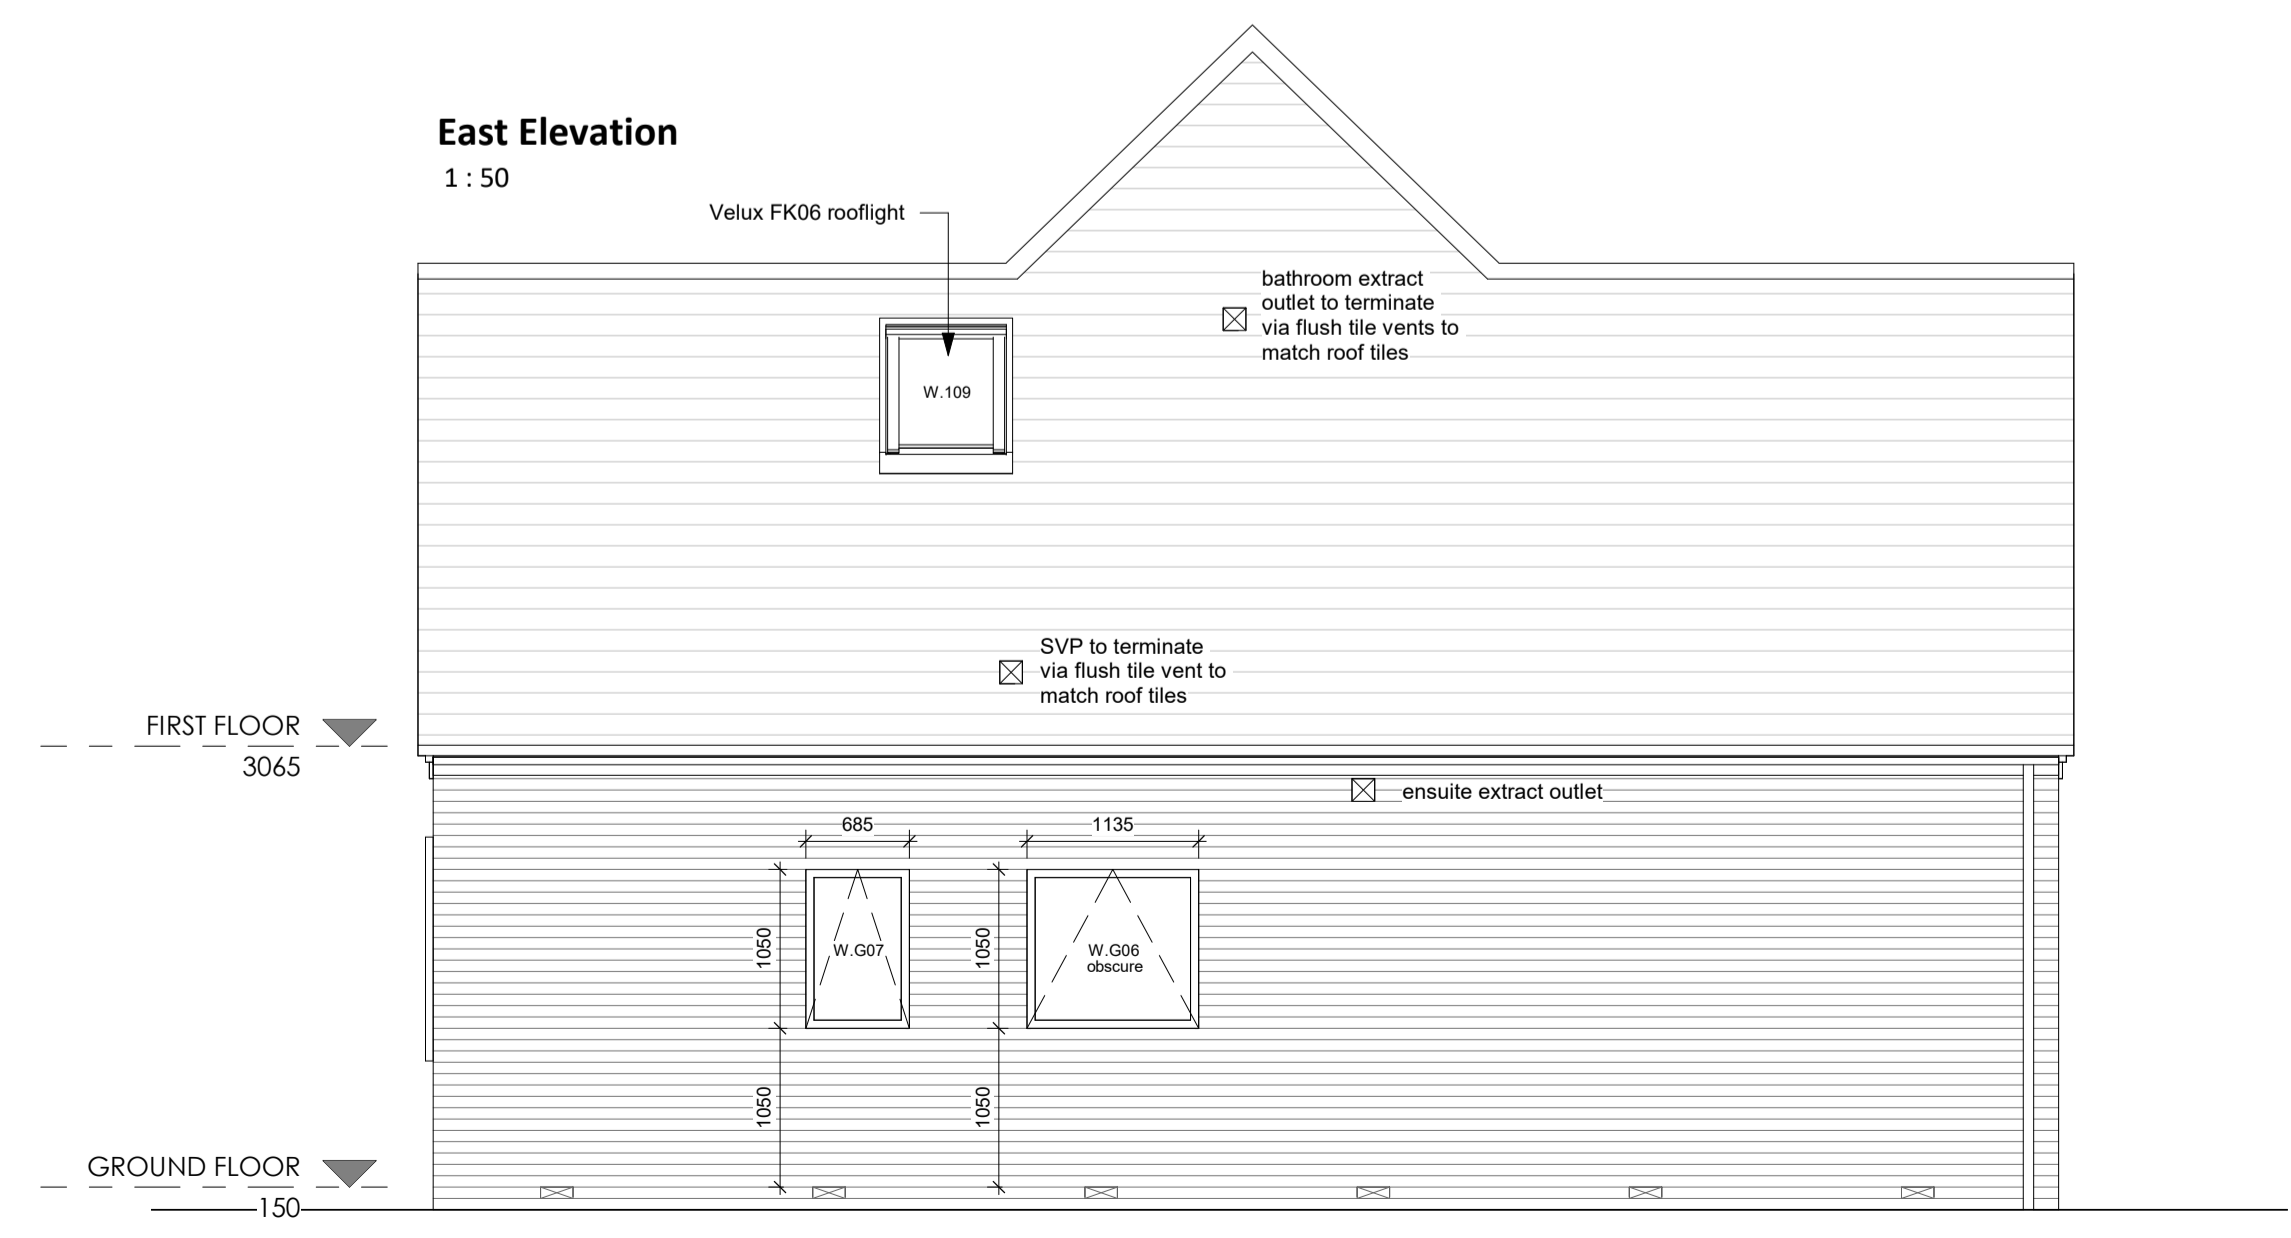 East Elevation
1 : 50
Velux FK06 rooflight
bathroom extract
outlet to terminate
via flush tile vents to
match roof tiles
W.109
SVP to terminate
via flush tile vent to
match roof tiles
FIRST FLOOR
3065
ensuite extract outlet
685
1135
1050
1050
W.G07
W.G06
obscure
1050
1050
GROUND FLOOR
150